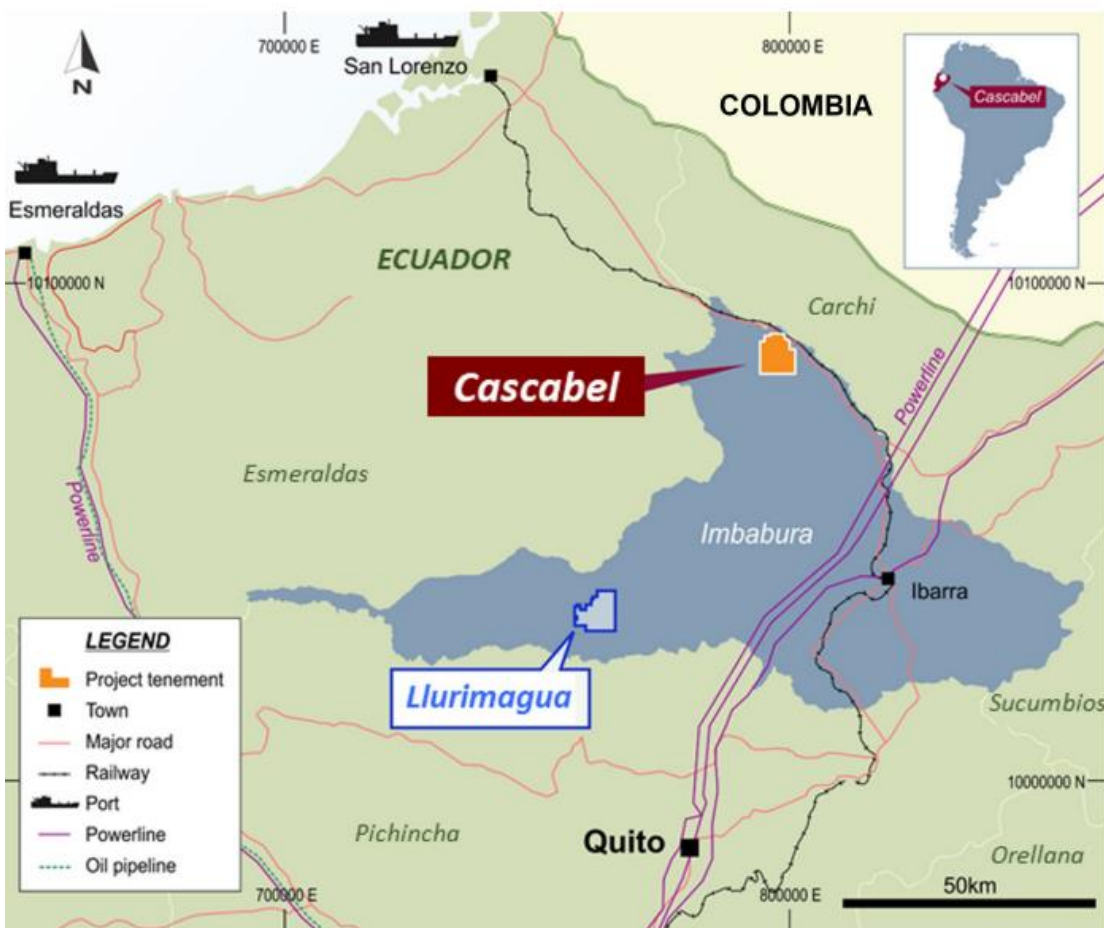 700000 E
800000 E
San Lorenzo
N
COLOMBIA
Cascabel
Esmeraldas
ECUADOR
10100000 N
10100000 N
Carchi
Cascabel
Powerline
Esmeraldas
Powerline
Imbabura
Ibarra
Llurimagua
Sucumbios
LEGEND
Project tenement
Town
Major road
Railway
Port
Powerline
Oil pipeline
10000000 N
Pichincha
Quito
Orellana
700000 E
800000 E
50km